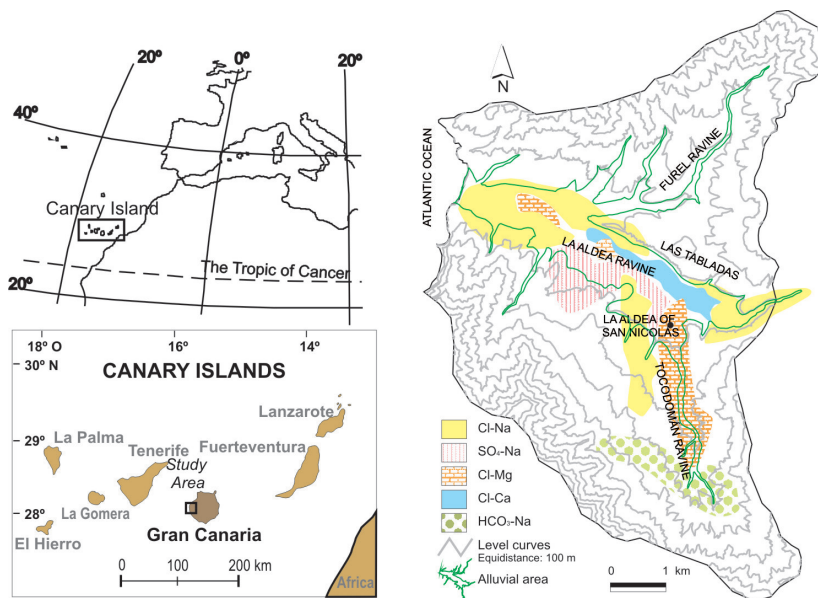 20º
0º
20º
40º
Canary Island
The Tropic of Cancer
20º
18º O
16º
14º
30º N
CANARY ISLANDS
Lanzarote
La Palma
Fuerteventura
Tenerife
Study
Area
29º
La Gomera
28º
Gran Canaria
El Hierro
0 100 200 km
Africa
N
ATLANTIC OCEAN
FUREL RAVINE
LA ALDEA RAVINE
LAS TABLADAS
LA ALDEA OF
SAN NICOLÁS
TOCODOMÁN RAVINE
Cl-Na
SO₄-Na
Cl-Mg
Cl-Ca
HCO₃-Na
Level curves
Equidistance: 100 m
Alluvial area
0 1 km